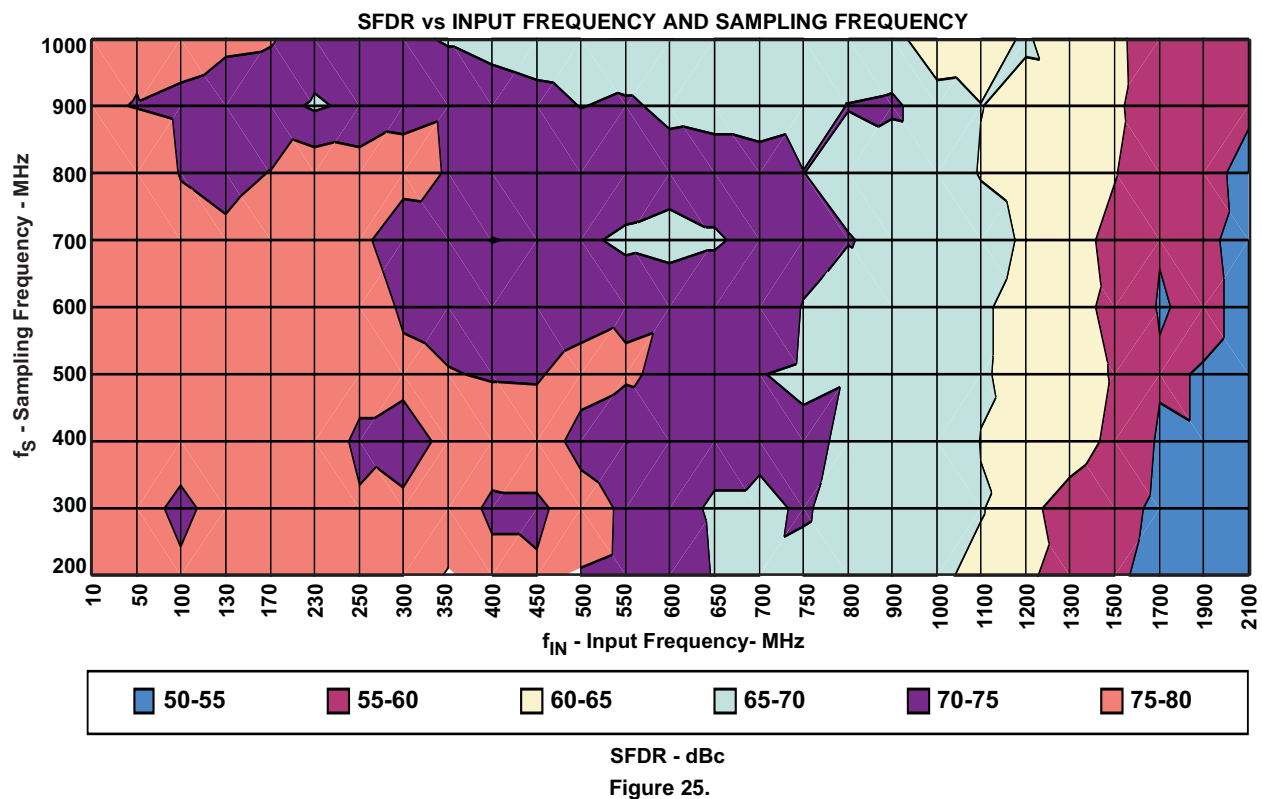 SFDR vs INPUT FREQUENCY AND SAMPLING FREQUENCY
fS - Sampling Frequency - MHz
1000
900
800
700
600
500
400
300
200
10 50 100 130 170 230 250 300 350 400 450 500 550 600 650 700 750 800 900 1000 1100 1200 1300 1500 1700 1900 2100
fIN - Input Frequency- MHz
50-55 55-60 60-65 65-70 70-75 75-80
SFDR - dBc
Figure 25.